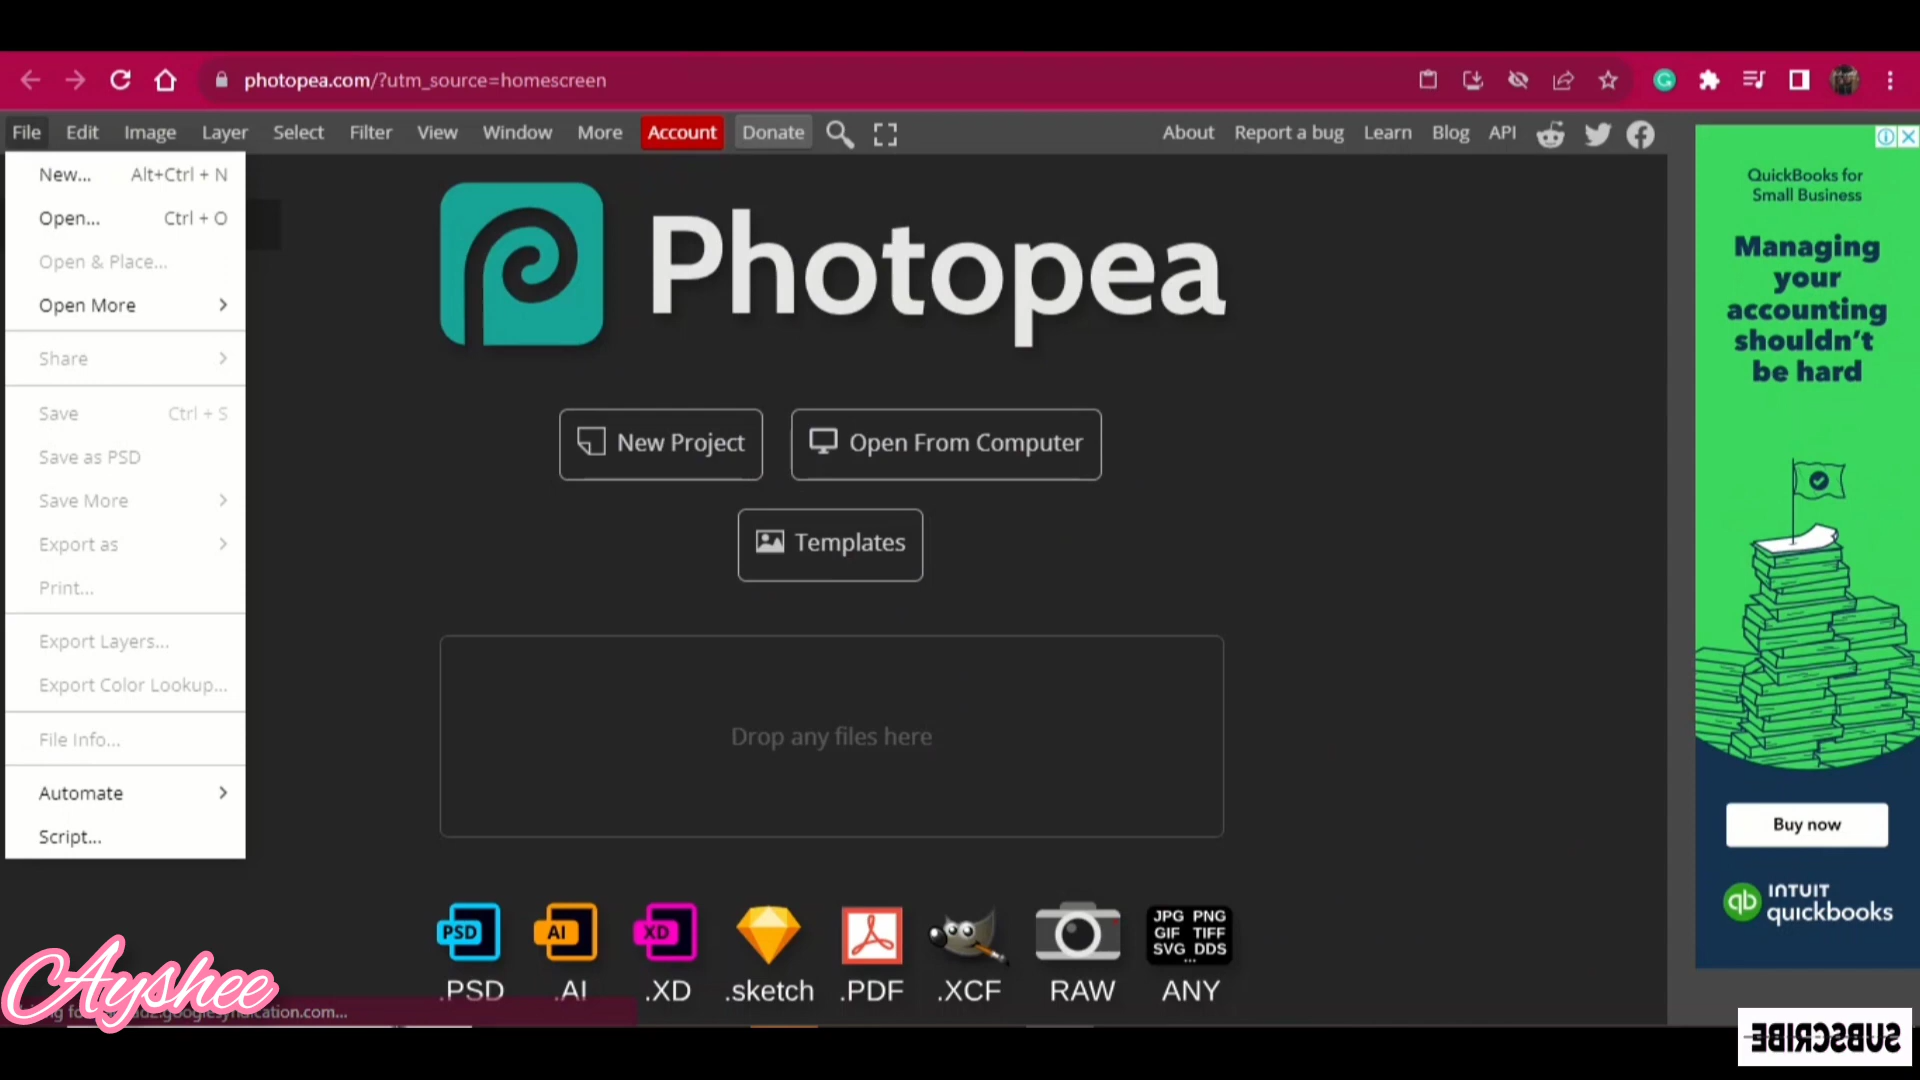 photopea.com/?utm_source=homescreen
File Edit Image Layer Select Filter View Window More Account Donate
About Report a bug Learn Blog API
New... Alt+Ctrl + N
Open... Ctrl + O
Open & Place...
Open More
Share
Save Ctrl + S
Save as PSD
Save More
Export as
Print...
Export Layers...
Export Color Lookup...
File Info...
Automate
Script...
Photopea
New Project
Open From Computer
Templates
Drop any files here
PSD
AI
XD
JPG PNG
GIF TIFF
SVG DDS
...
.PSD
.AI
.XD
.sketch
.PDF
.XCF
RAW
ANY
QuickBooks for
Small Business
Managing
your
accounting
shouldn't
be hard
Buy now
qb
INTUIT
quickbooks
Ayshee
SUBSCRIBE